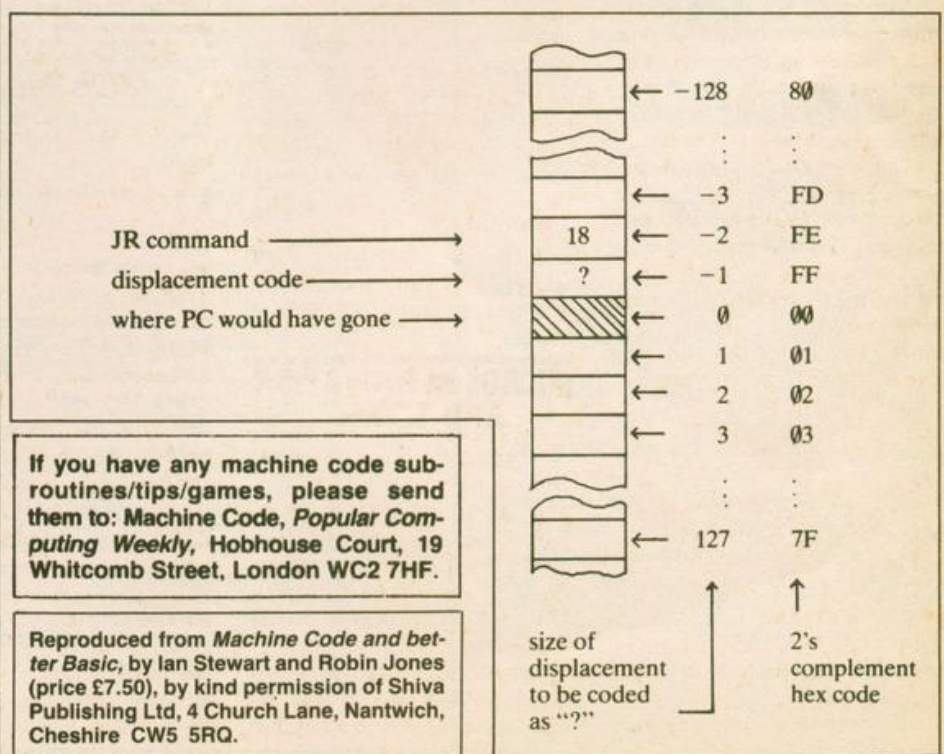 ← −128 80
⋮ ⋮
← −3 FD
JR command → 18 ← −2 FE
displacement code → ? ← −1 FF
where PC would have gone → ← 0 00
← 1 01
← 2 02
← 3 03
⋮ ⋮
← 127 7F
size of
displacement
to be coded
as “?”
2's
complement
hex code
If you have any machine code sub-
routines/tips/games, please send
them to: Machine Code, Popular Com-
puting Weekly, Hobhouse Court, 19
Whitcomb Street, London WC2 7HF.
Reproduced from Machine Code and bet-
ter Basic, by Ian Stewart and Robin Jones
(price £7.50), by kind permission of Shiva
Publishing Ltd, 4 Church Lane, Nantwich,
Cheshire CW5 5RQ.